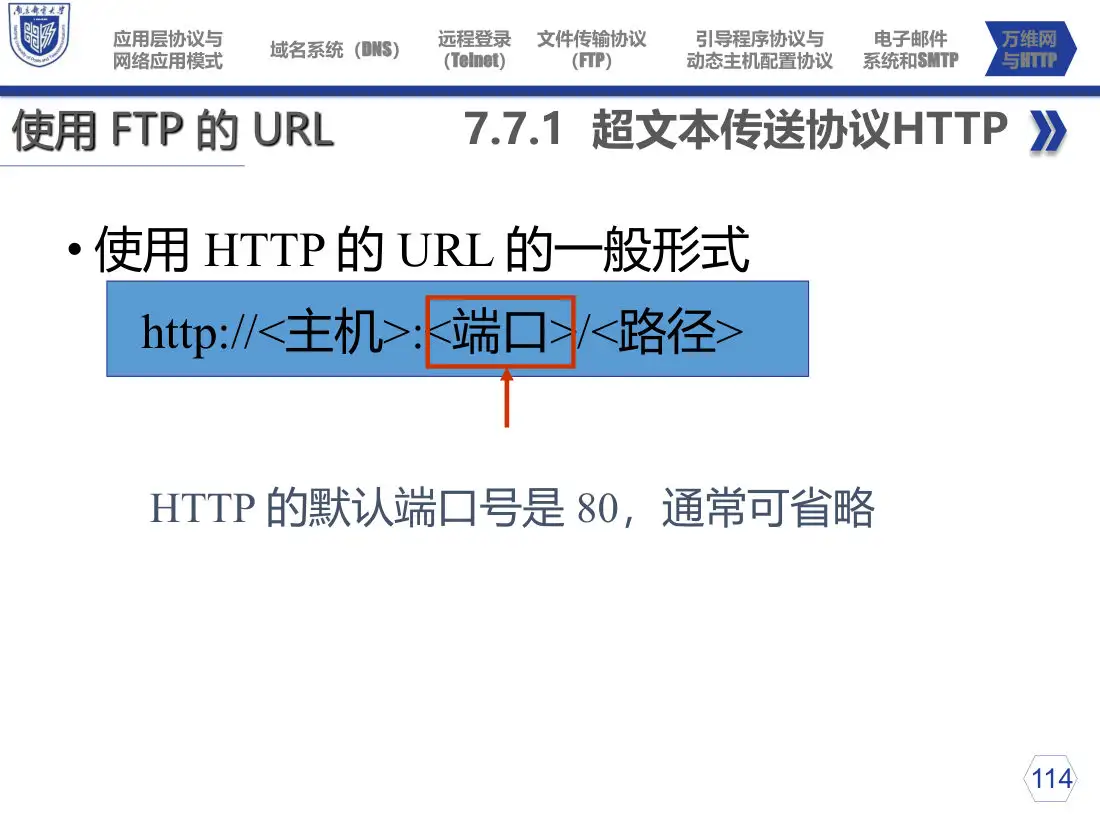 南京邮电大学
应用层协议与
网络应用模式
域名系统（DNS）
远程登录
（Telnet）
文件传输协议
（FTP）
引导程序协议与
动态主机配置协议
电子邮件
系统和SMTP
万维网
与HTTP
使用 FTP 的 URL
7.7.1 超文本传送协议HTTP
• 使用 HTTP 的 URL 的一般形式
http://<主机>:<端口>/<路径>
HTTP 的默认端口号是 80，通常可省略
114